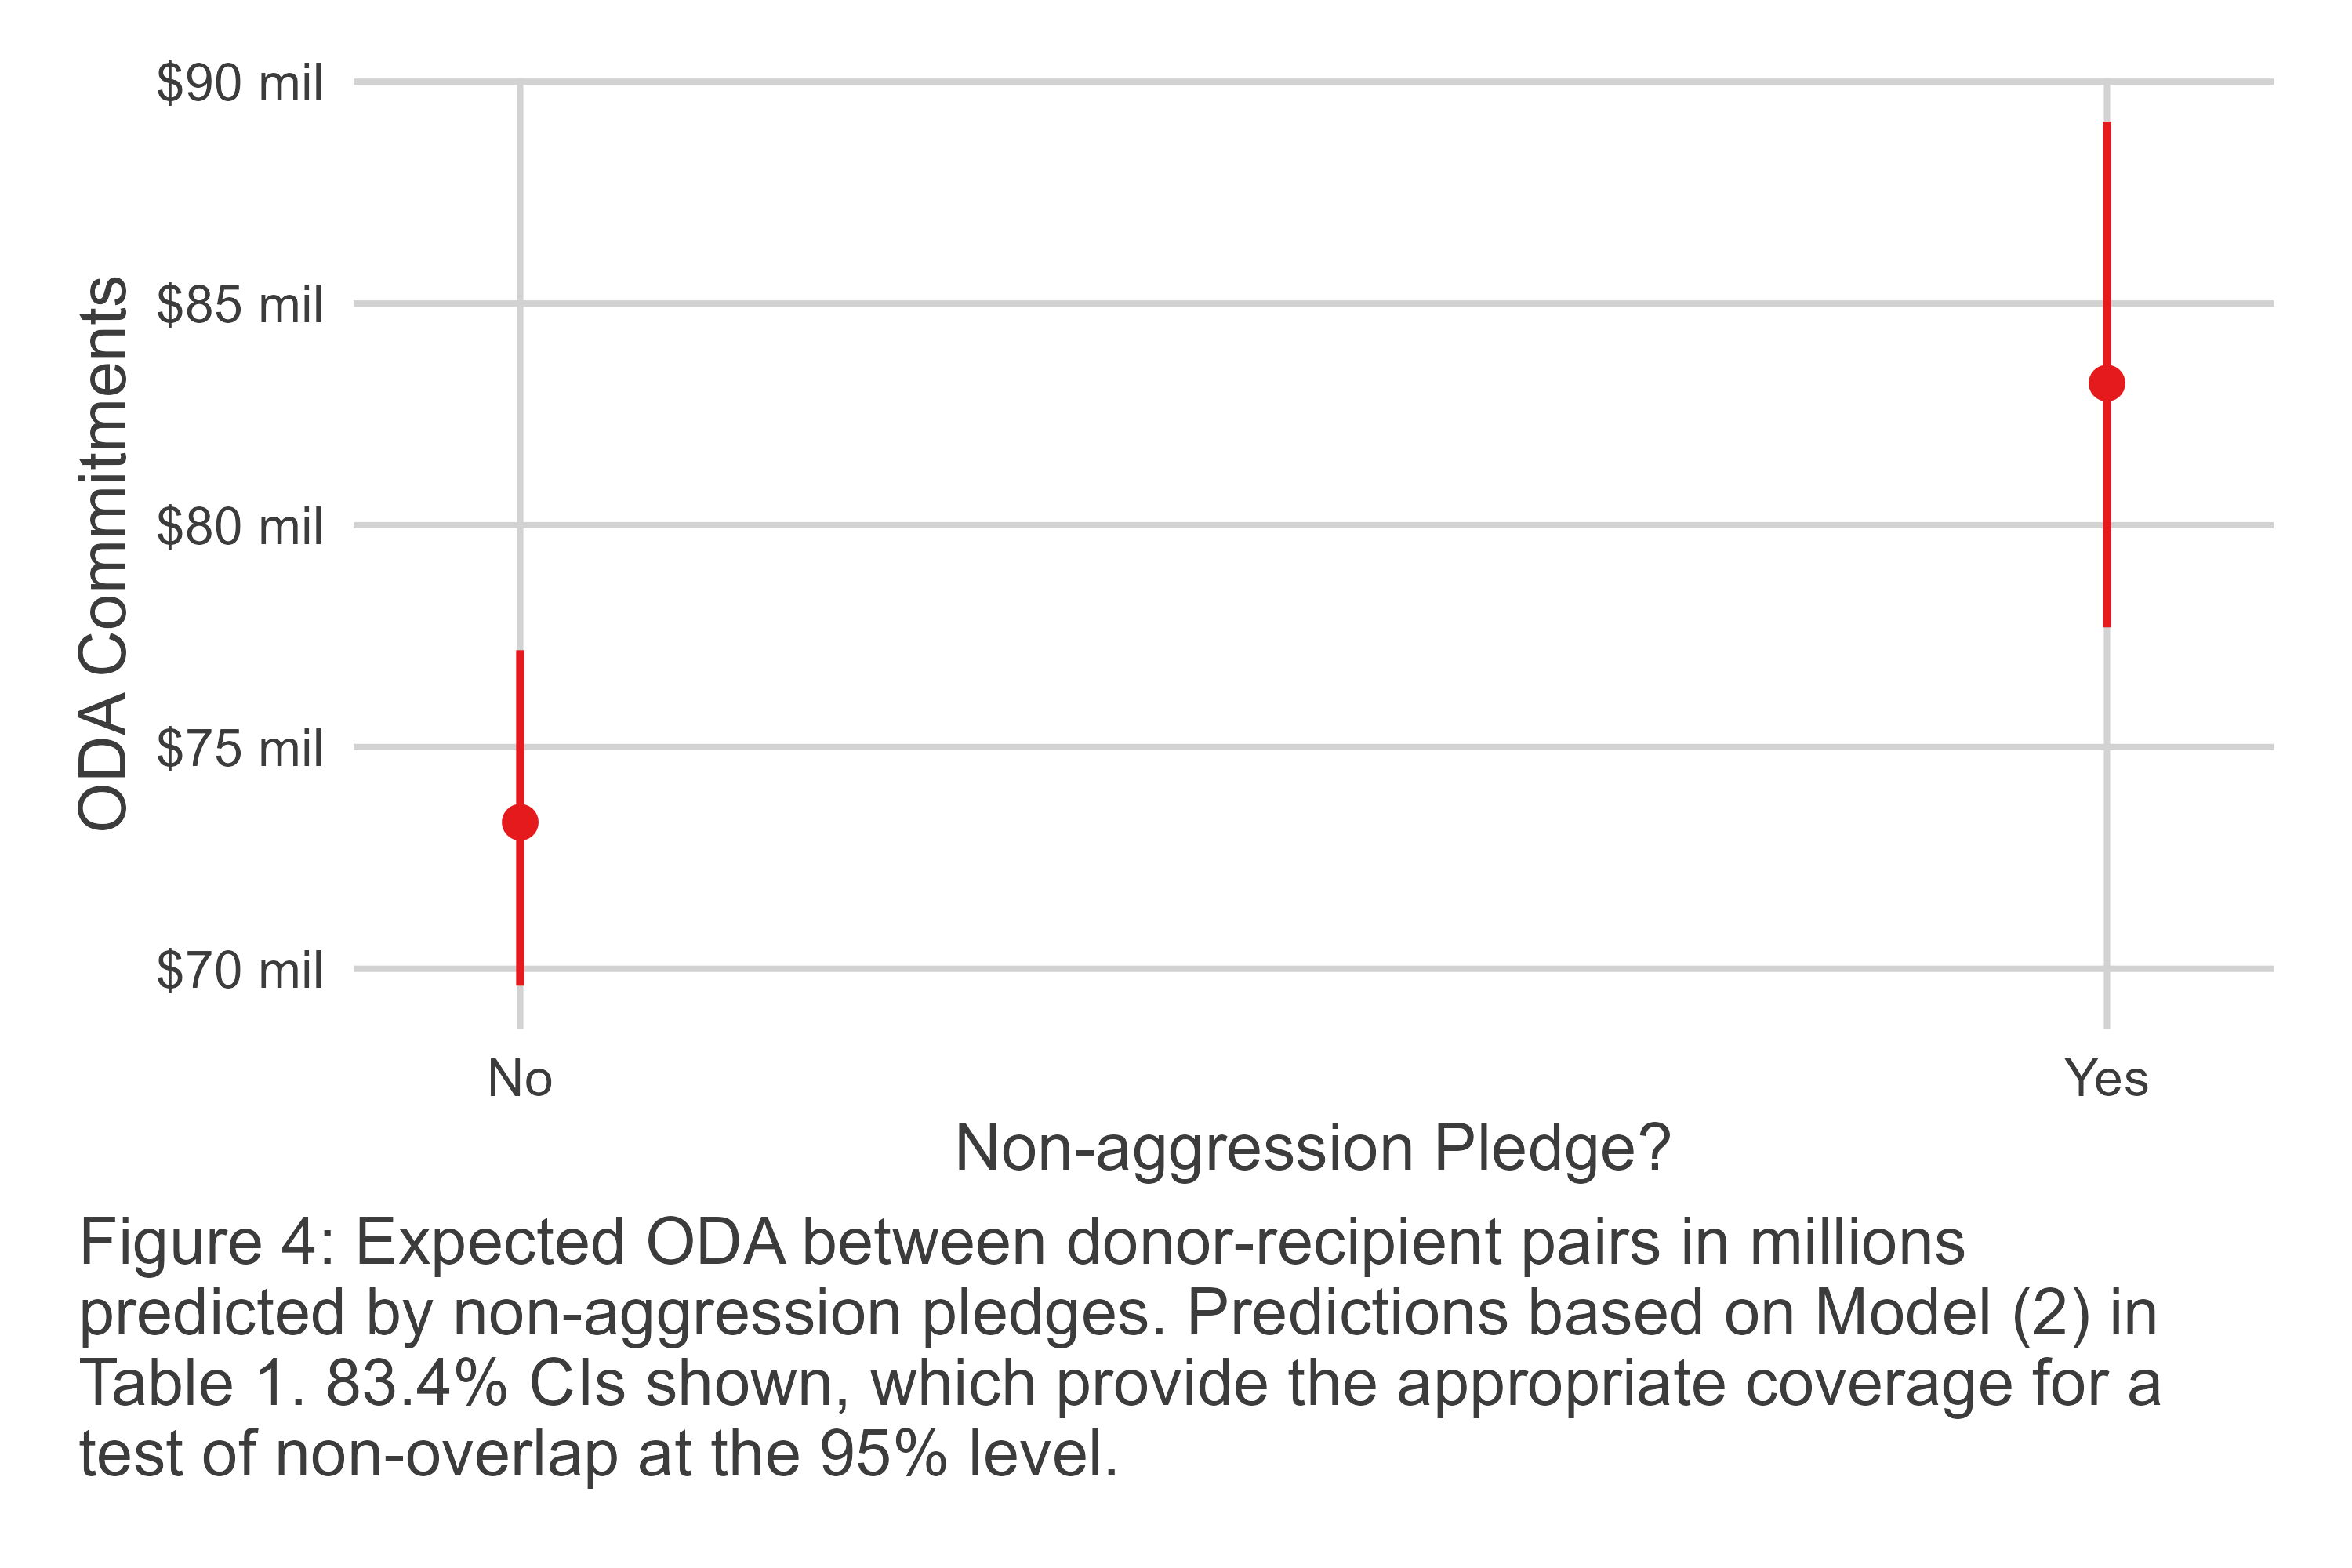 $90 mil
$85 mil
$80 mil
$75 mil
$70 mil
ODA Commitments
No
Yes
Non-aggression Pledge?
Figure 4: Expected ODA between donor-recipient pairs in millions
predicted by non-aggression pledges. Predictions based on Model (2) in
Table 1. 83.4% CIs shown, which provide the appropriate coverage for a
test of non-overlap at the 95% level.